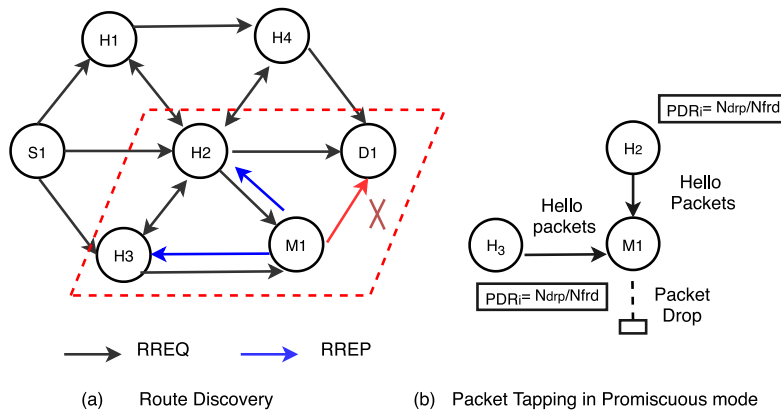 H1
H4
S1
H2
D1
H3
M1
RREQ
RREP
(a) Route Discovery
PDRi= Ndrp/Nfrd
H2
Hello
Packets
Hello
packets
H3
M1
PDRi= Ndrp/Nfrd
Packet
Drop
(b) Packet Tapping in Promiscuous mode